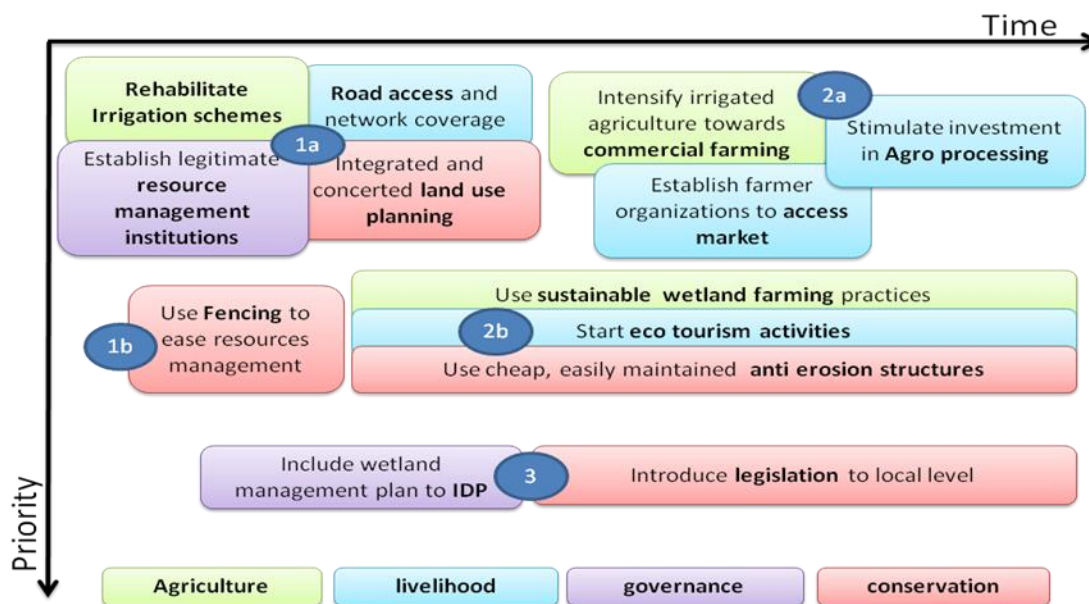 Time
Rehabilitate
Irrigation schemes
Road access and
network coverage
1a
Establish legitimate
resource
management
institutions
Integrated and
concerted land use
planning
Intensify irrigated
agriculture towards
commercial farming
2a
Stimulate investment
in Agro processing
Establish farmer
organizations to access
market
1b
Use Fencing to
ease resources
management
Use sustainable wetland farming practices
2b
Start eco tourism activities
Use cheap, easily maintained anti erosion structures
Include wetland
management plan to IDP
3
Introduce legislation to local level
Priority
Agriculture
livelihood
governance
conservation